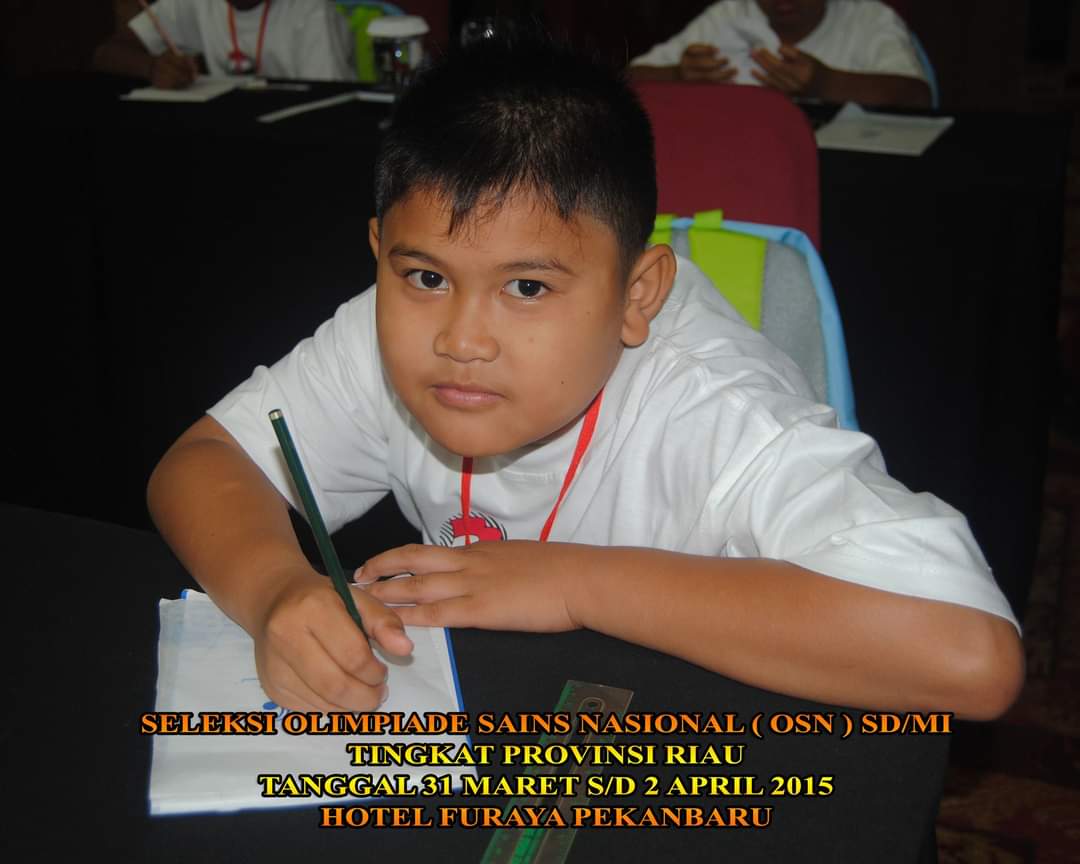 SELEKSI OLIMPIADE SAINS NASIONAL ( OSN ) SD/MI
TINGKAT PROVINSI RIAU
TANGGAL 31 MARET S/D 2 APRIL 2015
HOTEL FURAYA PEKANBARU